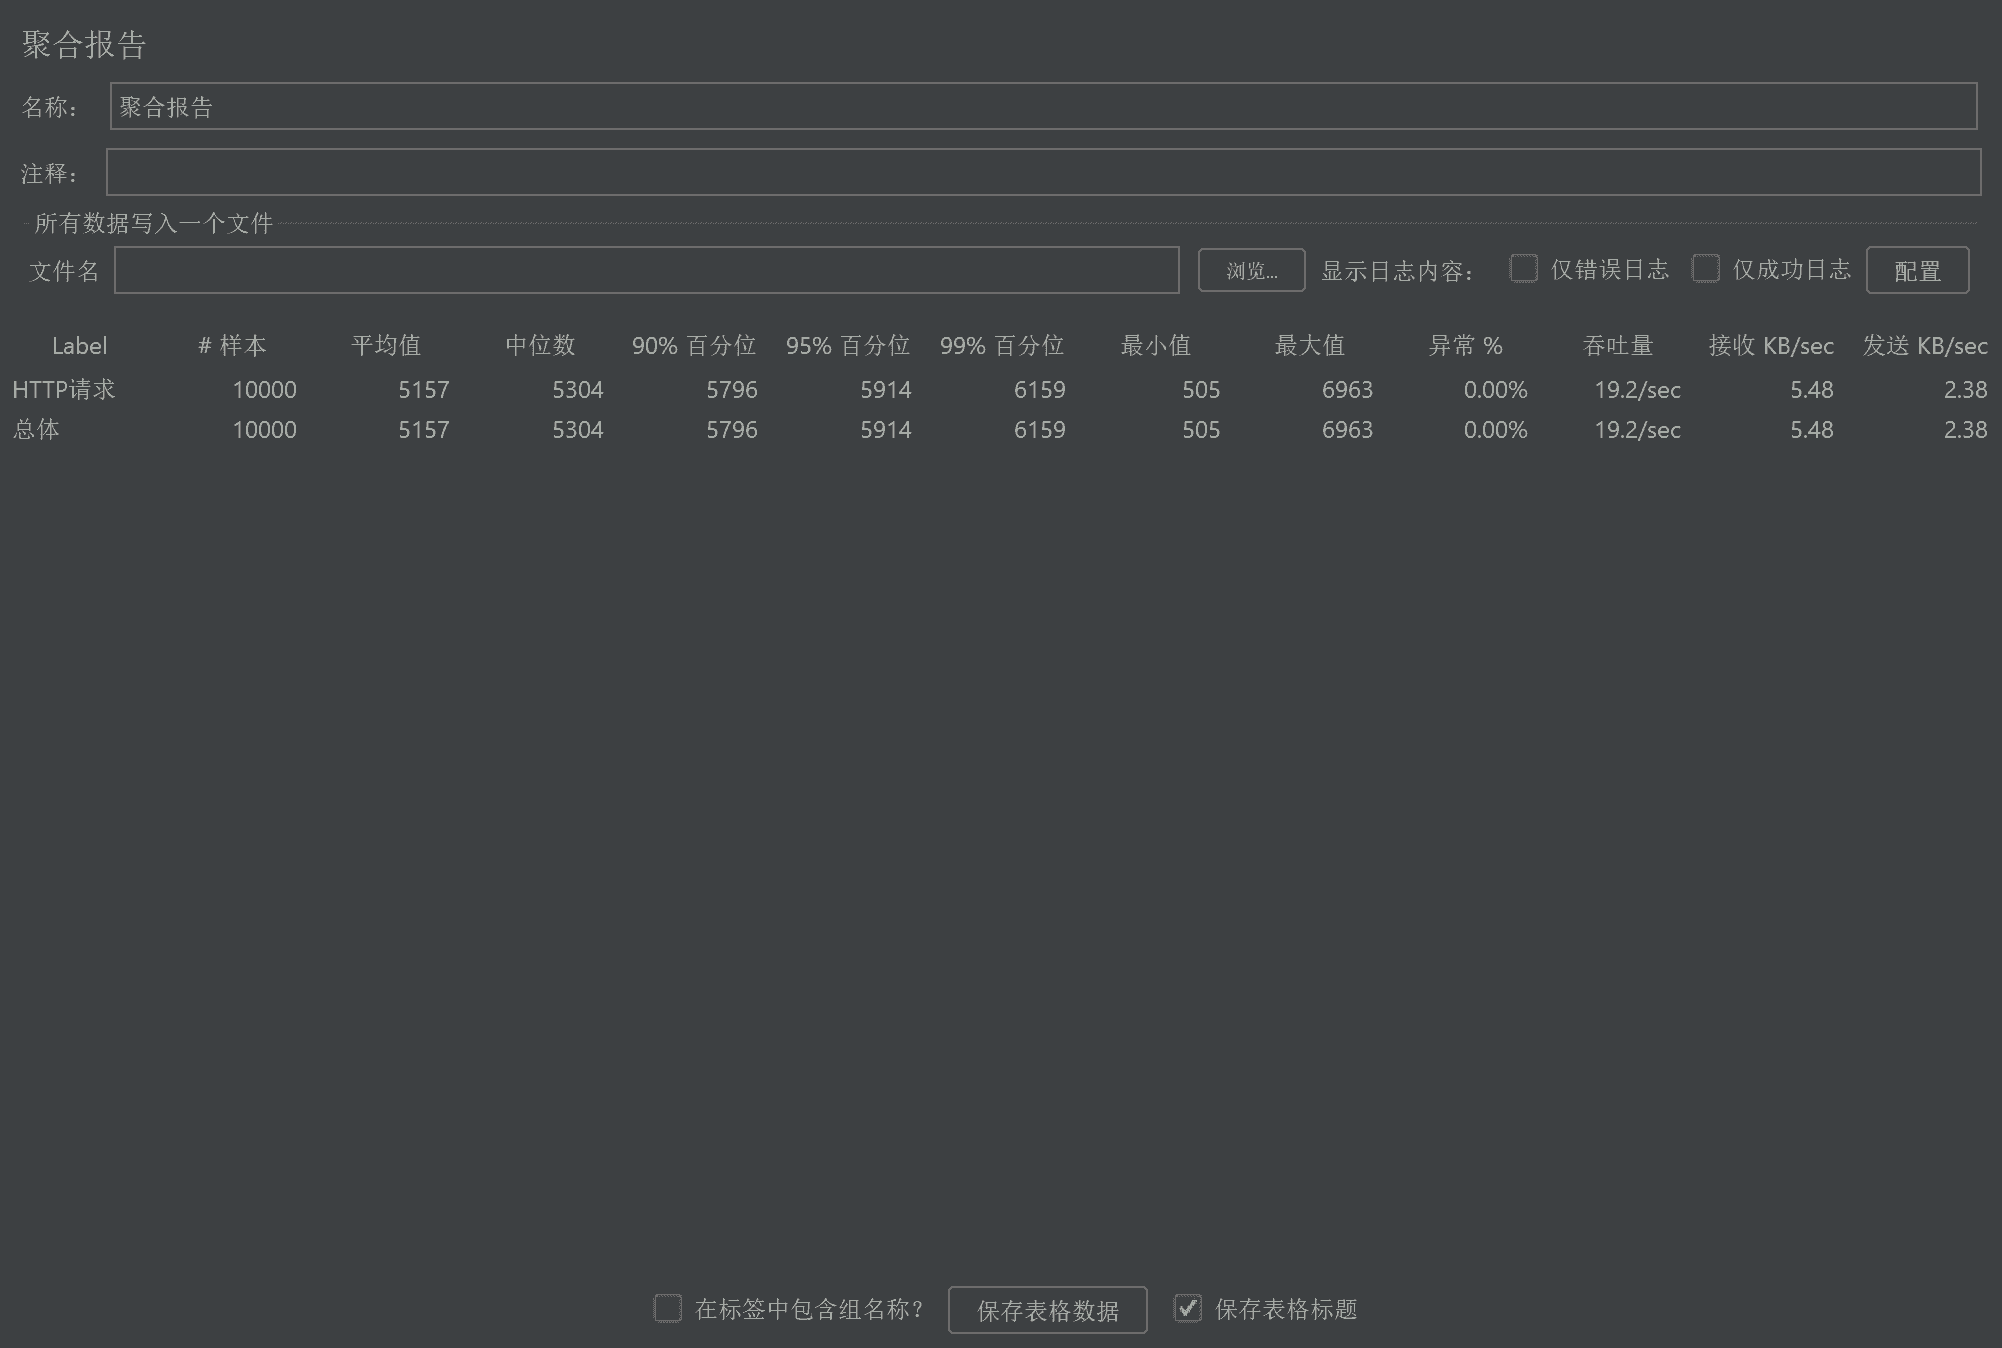 聚合报告
名称： 聚合报告
注释：
所有数据写入一个文件
文件名 浏览... 显示日志内容： 仅错误日志 仅成功日志 配置
Label # 样本 平均值 中位数 90% 百分位 95% 百分位 99% 百分位 最小值 最大值 异常 % 吞吐量 接收 KB/sec 发送 KB/sec
HTTP请求 10000 5157 5304 5796 5914 6159 505 6963 0.00% 19.2/sec 5.48 2.38
总体 10000 5157 5304 5796 5914 6159 505 6963 0.00% 19.2/sec 5.48 2.38
在标签中包含组名称？ 保存表格数据 保存表格标题